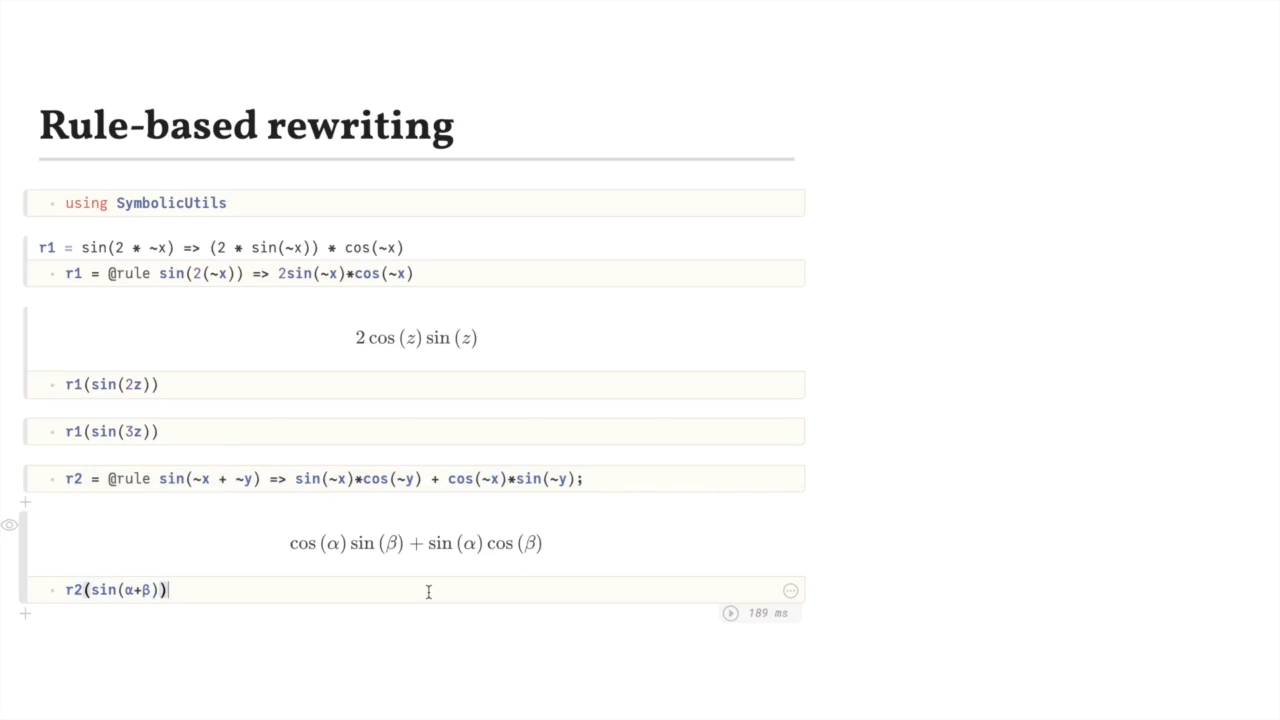 Rule-based rewriting
using SymbolicUtils
r1 = sin(2 * ~x) => (2 * sin(~x)) * cos(~x)
r1 = @rule sin(2(~x)) => 2sin(~x)*cos(~x)
2 cos (z) sin (z)
r1(sin(2z))
r1(sin(3z))
r2 = @rule sin(~x + ~y) => sin(~x)*cos(~y) + cos(~x)*sin(~y);
cos (α) sin (β) + sin (α) cos (β)
r2(sin(α+β))
189 ms